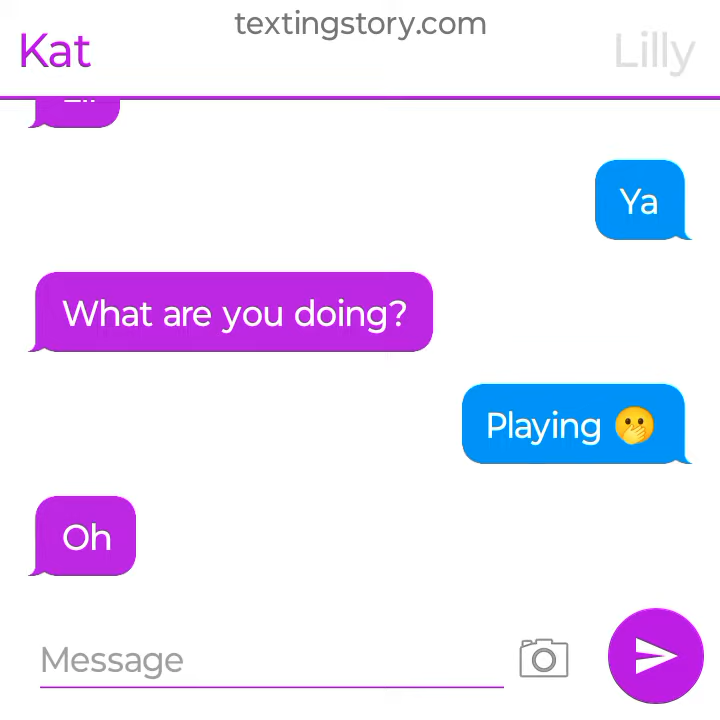 textingstory.com
Kat
Lilly
Ya
What are you doing?
Playing 🫢
Oh
Message